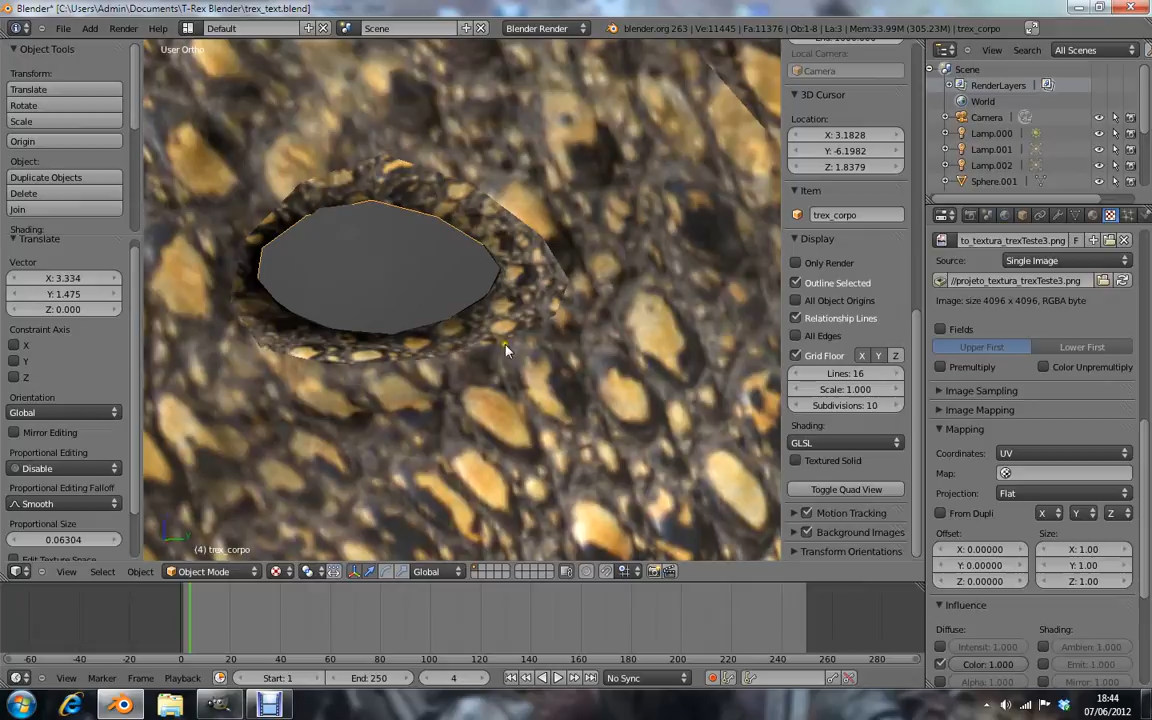 Blender* [C:\Users\Admin\Documents\T-Rex Blender\trex_text.blend]
File Add Render Help Default Scene Blender Render blender.org 263 | Ve:11445 | Fa:11376 | Ob:1-8 | La:3 | Mem:33.99M (305.23M) | trex_corpo
Object Tools
Transform:
Translate
Rotate
Scale
Origin
Object:
Duplicate Objects
Delete
Join
Shading:
Translate
Vector
X: 3.334
Y: 1.475
Z: 0.000
Constraint Axis
X
Y
Z
Orientation
Global
Mirror Editing
Proportional Editing
Disable
Proportional Editing Falloff
Smooth
Proportional Size
0.06304
Edit Texture Space
User Ortho
(4) trex_corpo
View Select Object Object Mode Global
Local Camera:
Camera
3D Cursor
Location:
X: 3.1828
Y: -6.1982
Z: 1.8379
Item
trex_corpo
Display
Only Render
Outline Selected
All Object Origins
Relationship Lines
All Edges
Grid Floor X Y Z
Lines: 16
Scale: 1.000
Subdivisions: 10
Shading:
GLSL
Textured Solid
Toggle Quad View
Motion Tracking
Background Images
Transform Orientations
View Search All Scenes
Scene
RenderLayers
World
Camera
Lamp.000
Lamp.001
Lamp.002
Sphere.001
to_textura_trexTeste3.png F
Source: Single Image
//projeto_textura_trexTeste3.png
Image: size 4096 x 4096, RGBA byte
Fields
Upper First Lower First
Premultiply Color Unpremultiply
Image Sampling
Image Mapping
Mapping
Coordinates: UV
Map:
Projection: Flat
From Dupli X Y Z
Offset: Size:
X: 0.00000 X: 1.00
Y: 0.00000 Y: 1.00
Z: 0.00000 Z: 1.00
Influence
Diffuse: Shading:
Intensit: 1.000 Ambien: 1.000
Color: 1.000 Emit: 1.000
Alpha: 1.000 Mirror: 1.000
-60 -40 -20 0 20 40 60 80 100 120 140 160 180 200 220 240 260 280
View Marker Frame Playback Start: 1 End: 250 4 No Sync
18:44
07/06/2012